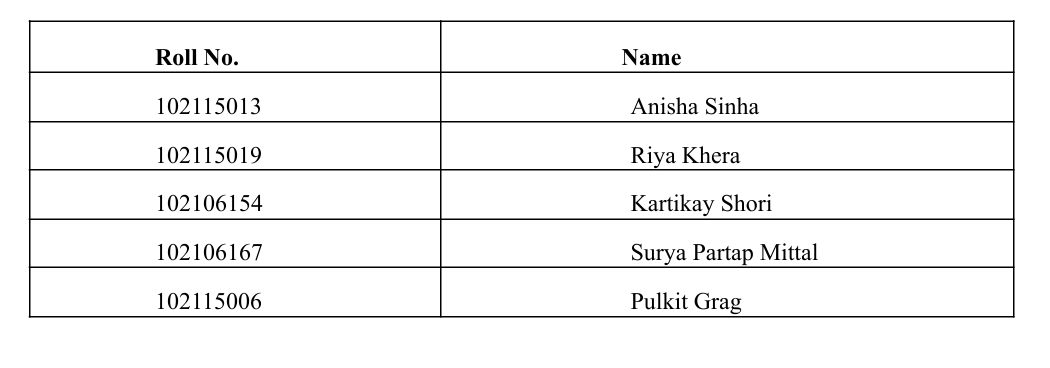 Roll No. Name
102115013 Anisha Sinha
102115019 Riya Khera
102106154 Kartikay Shori
102106167 Surya Partap Mittal
102115006 Pulkit Grag